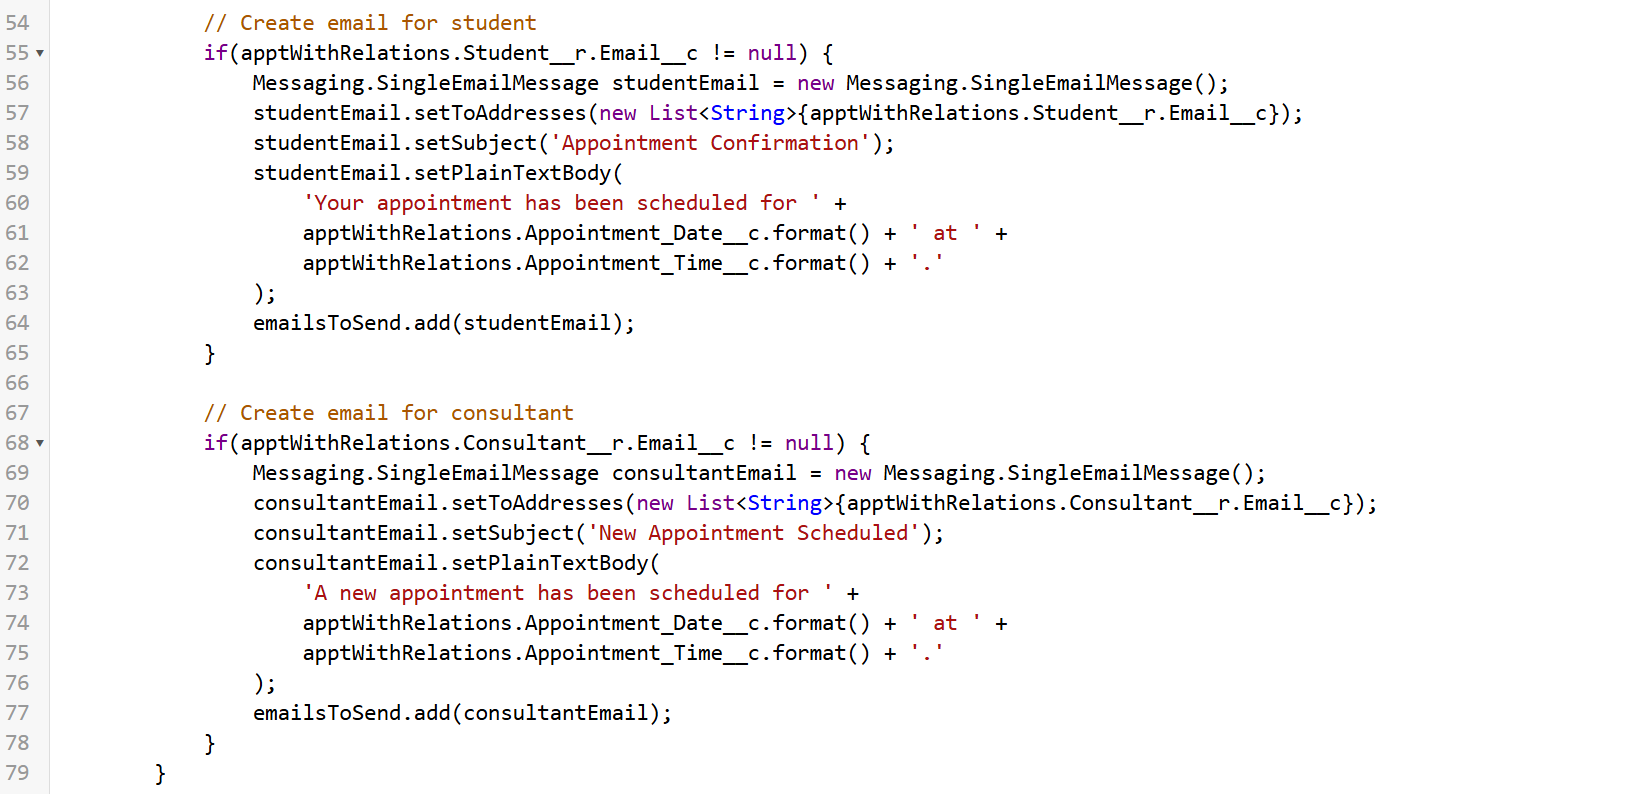 54 // Create email for student
55 if(apptWithRelations.Student__r.Email__c != null) {
56 Messaging.SingleEmailMessage studentEmail = new Messaging.SingleEmailMessage();
57 studentEmail.setToAddresses(new List<String>{apptWithRelations.Student__r.Email__c});
58 studentEmail.setSubject('Appointment Confirmation');
59 studentEmail.setPlainTextBody(
60 'Your appointment has been scheduled for ' +
61 apptWithRelations.Appointment_Date__c.format() + ' at ' +
62 apptWithRelations.Appointment_Time__c.format() + '.'
63 );
64 emailsToSend.add(studentEmail);
65 }
66
67 // Create email for consultant
68 if(apptWithRelations.Consultant__r.Email__c != null) {
69 Messaging.SingleEmailMessage consultantEmail = new Messaging.SingleEmailMessage();
70 consultantEmail.setToAddresses(new List<String>{apptWithRelations.Consultant__r.Email__c});
71 consultantEmail.setSubject('New Appointment Scheduled');
72 consultantEmail.setPlainTextBody(
73 'A new appointment has been scheduled for ' +
74 apptWithRelations.Appointment_Date__c.format() + ' at ' +
75 apptWithRelations.Appointment_Time__c.format() + '.'
76 );
77 emailsToSend.add(consultantEmail);
78 }
79 }